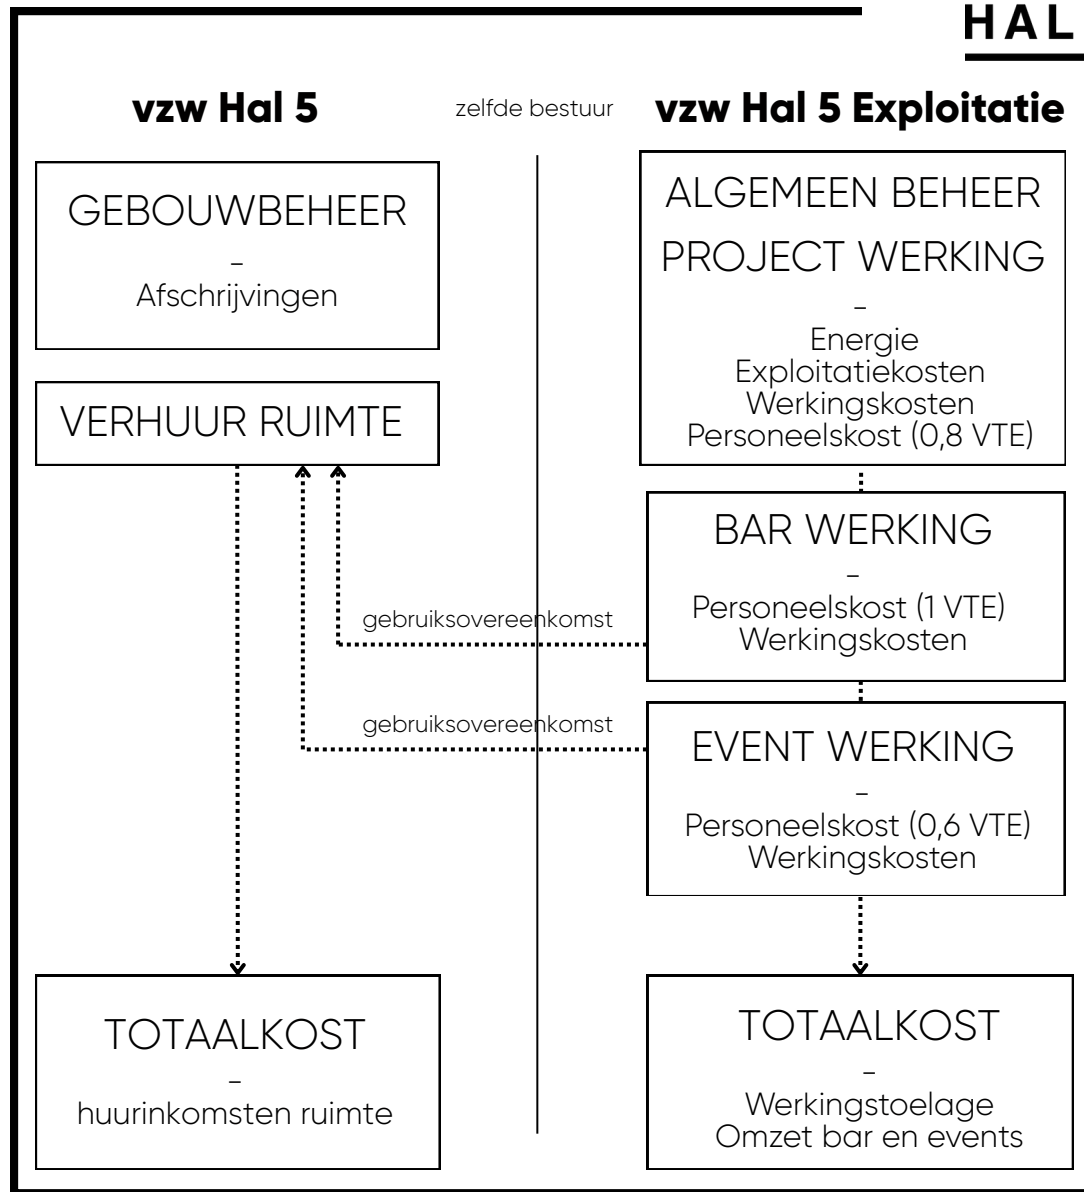 HAL
vzw Hal 5
zelfde bestuur
vzw Hal 5 Exploitatie
GEBOUWBEHEER
–
Afschrijvingen
VERHUUR RUIMTE
ALGEMEEN BEHEER
PROJECT WERKING
–
Energie
Exploitatiekosten
Werkingskosten
Personeelskost (0,8 VTE)
BAR WERKING
–
Personeelskost (1 VTE)
Werkingskosten
gebruiksovereenkomst
gebruiksovereenkomst
EVENT WERKING
–
Personeelskost (0,6 VTE)
Werkingskosten
TOTAALKOST
–
huurinkomsten ruimte
TOTAALKOST
–
Werkingstoelage
Omzet bar en events